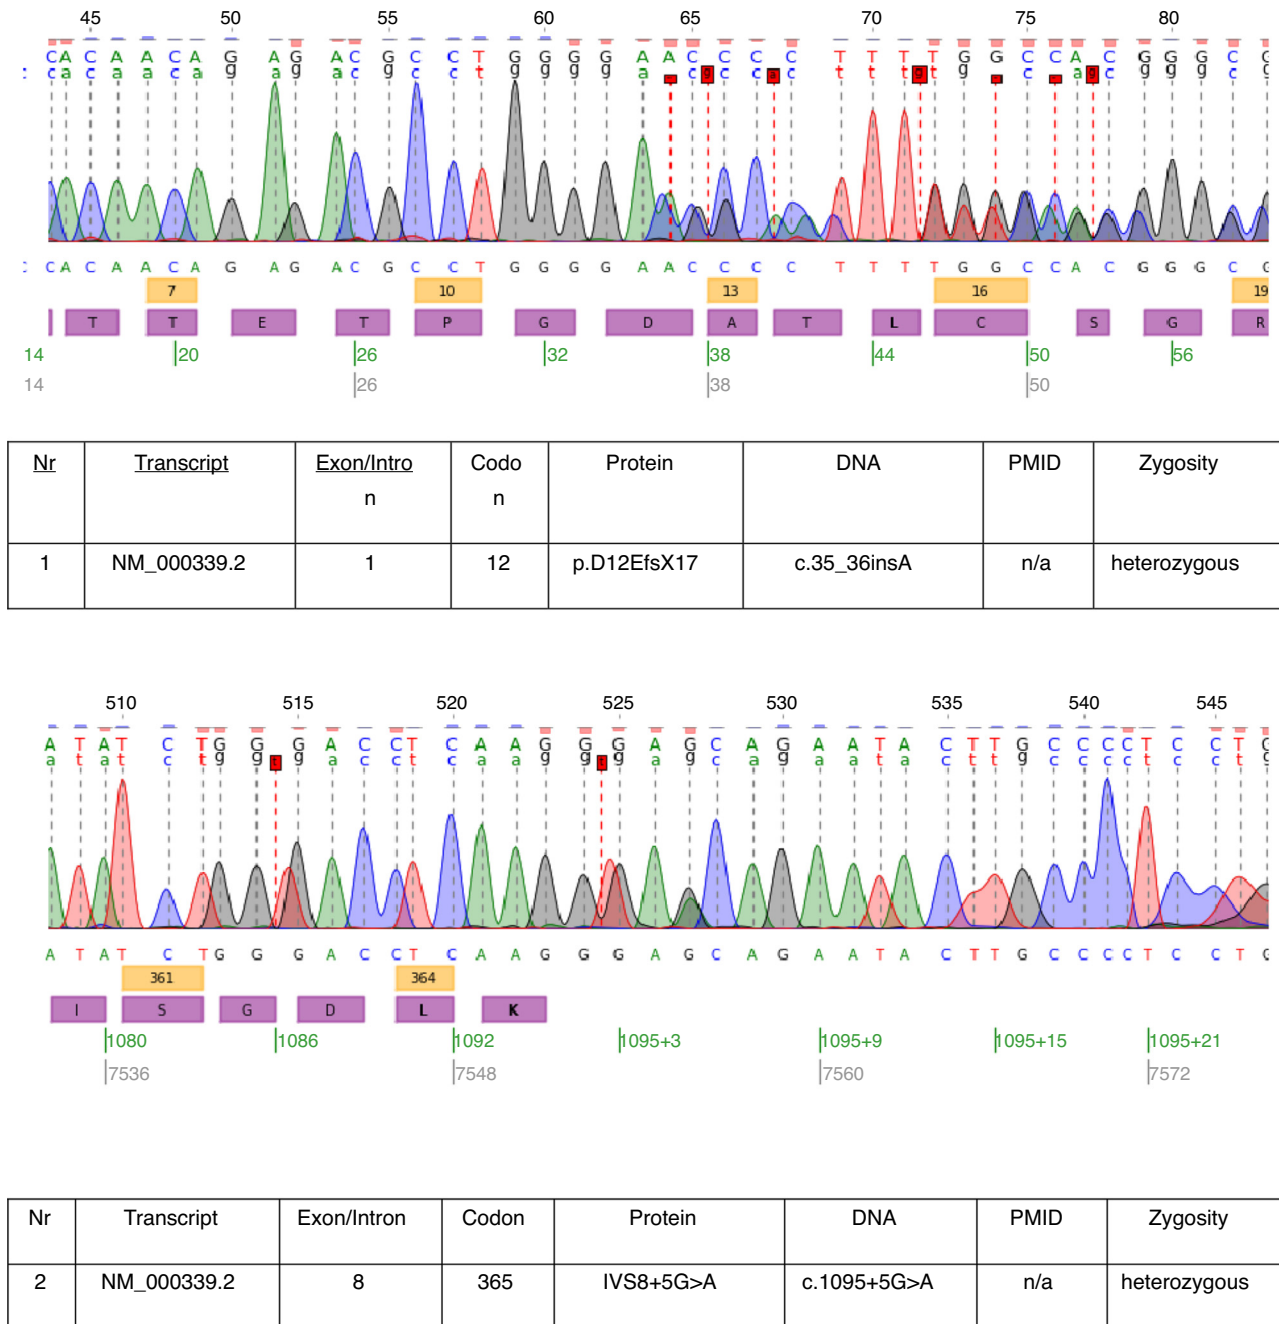 45 50 55 60 65 70 75 80
C A C A A C A G A G A C G C C T G G G G A A C C C C T T T T G G C C A C G G G C G
c a c a a c a g a g a c g c c t g g g g a g c c a c t t t g t g c a g c g g g c g
C C A C A A C A G A G A C G C C T G G G G A A C C C C T T T T G G C C A C G G G C G
7 10 13 16 19
T T E T P G D A T L C S G R
14 20 26 32 38 44 50 56
14 26 38 50
Nr Transcript Exon/Intro Codo Protein DNA PMID Zygosity
n n
1 NM_000339.2 1 12 p.D12EfsX17 c.35_36insA n/a heterozygous
510 515 520 525 530 535 540 545
A T A T C T G G G A C C T C A A G G G A G C A G A A T A C T T G C C C C T C C T G
a t a t c t g g t g a c c t c a a g g t g a g c a g a a t a c t t g c c c c t c c t g
A T A T C T G G G A C C T C A A G G G A G C A G A A T A C T T G C C C C T C C T G
361 364
I S G D L K
1080 1086 1092 1095+3 1095+9 1095+15 1095+21
7536 7548 7560 7572
Nr Transcript Exon/Intron Codon Protein DNA PMID Zygosity
2 NM_000339.2 8 365 IVS8+5G>A c.1095+5G>A n/a heterozygous